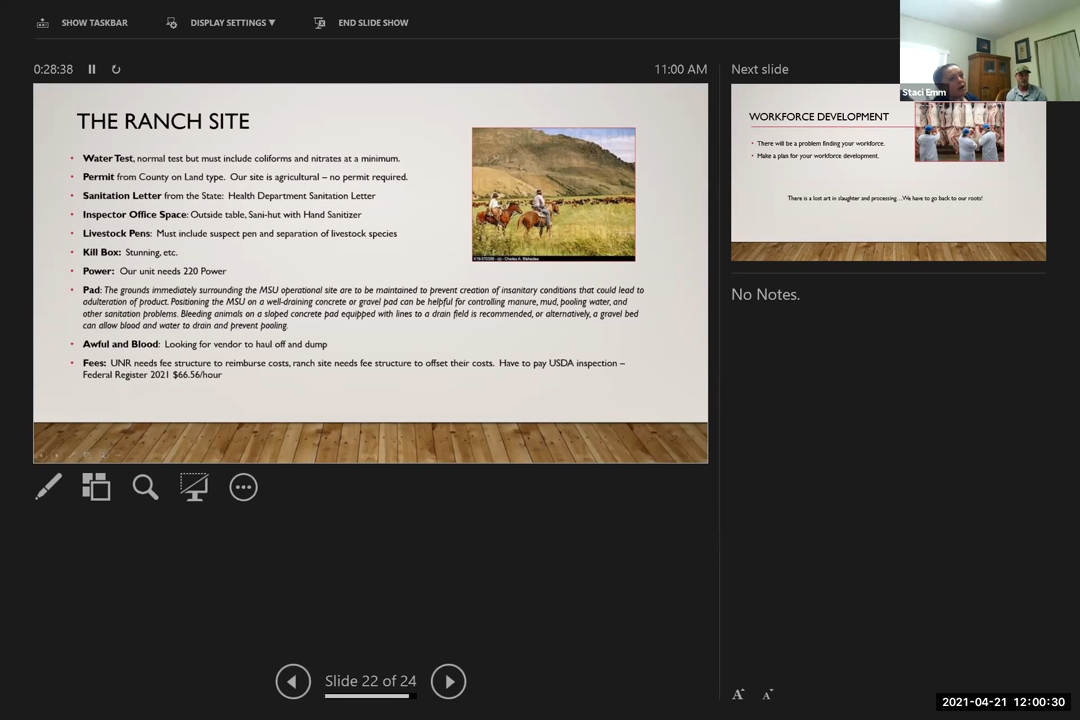 SHOW TASKBAR
DISPLAY SETTINGS ▼
END SLIDE SHOW
0:28:38
11:00 AM
THE RANCH SITE
• Water Test, normal test but must include coliforms and nitrates at a minimum.
• Permit from County on Land type. Our site is agricultural – no permit required.
• Sanitation Letter from the State: Health Department Sanitation Letter
• Inspector Office Space: Outside table, Sani-hut with Hand Sanitizer
• Livestock Pens: Must include suspect pen and separation of livestock species
• Kill Box: Stunning, etc.
• Power: Our unit needs 220 Power
• Pad: The grounds immediately surrounding the MSU operational site are to be maintained to prevent creation of insanitary conditions that could lead to
adulteration of product. Positioning the MSU on a well-draining concrete or gravel pad can be helpful for controlling manure, mud, pooling water, and
other sanitation problems. Bleeding animals on a sloped concrete pad equipped with lines to a drain field is recommended, or alternatively, a gravel bed
can allow blood and water to drain and prevent pooling.
• Awful and Blood: Looking for vendor to haul off and dump
• Fees: UNR needs fee structure to reimburse costs, ranch site needs fee structure to offset their costs. Have to pay USDA inspection –
Federal Register 2021 $66.56/hour
Slide 22 of 24
Next slide
Staci Emm
WORKFORCE DEVELOPMENT
• There will be a problem finding your workforce.
• Make a plan for your workforce development.
There is a lost art in slaughter and processing…We have to go back to our roots!
No Notes.
A A
2021-04-21 12:00:30